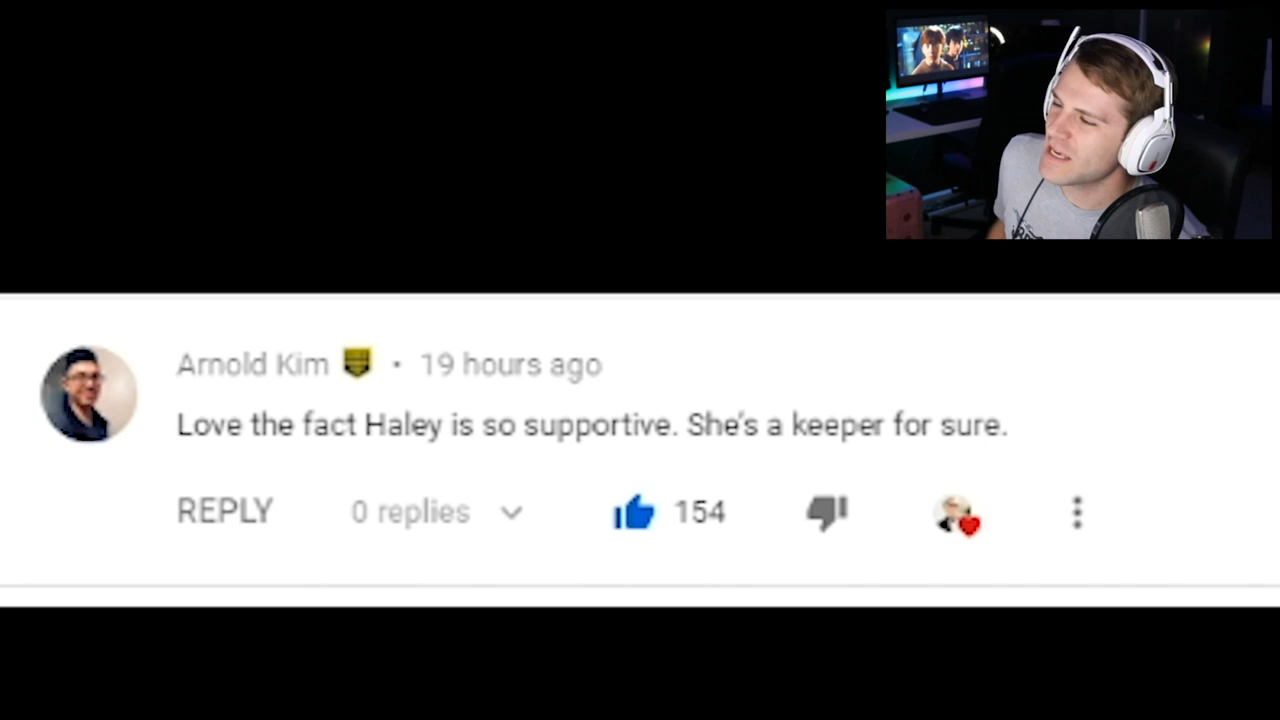 Arnold Kim • 19 hours ago
Love the fact Haley is so supportive. She's a keeper for sure.
REPLY 0 replies 154